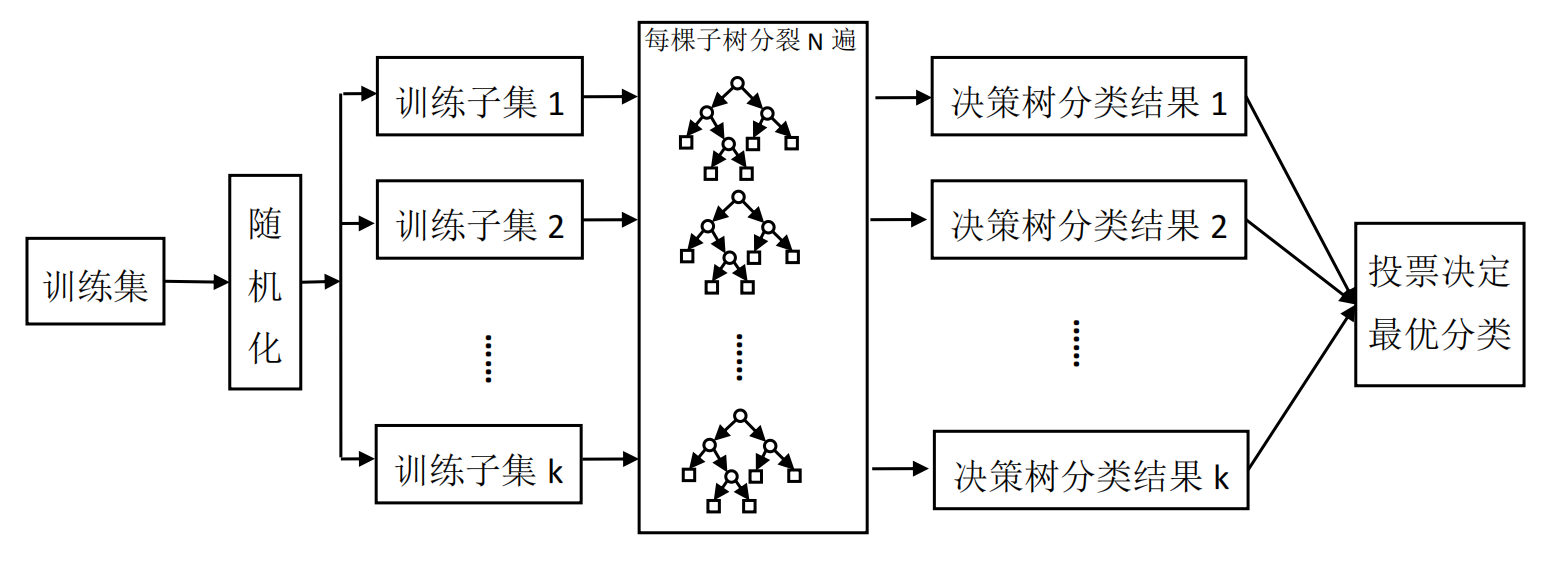 训练集
随
机
化
训练子集 1
训练子集 2
训练子集 k
每棵子树分裂 N 遍
决策树分类结果 1
决策树分类结果 2
决策树分类结果 k
投票决定
最优分类